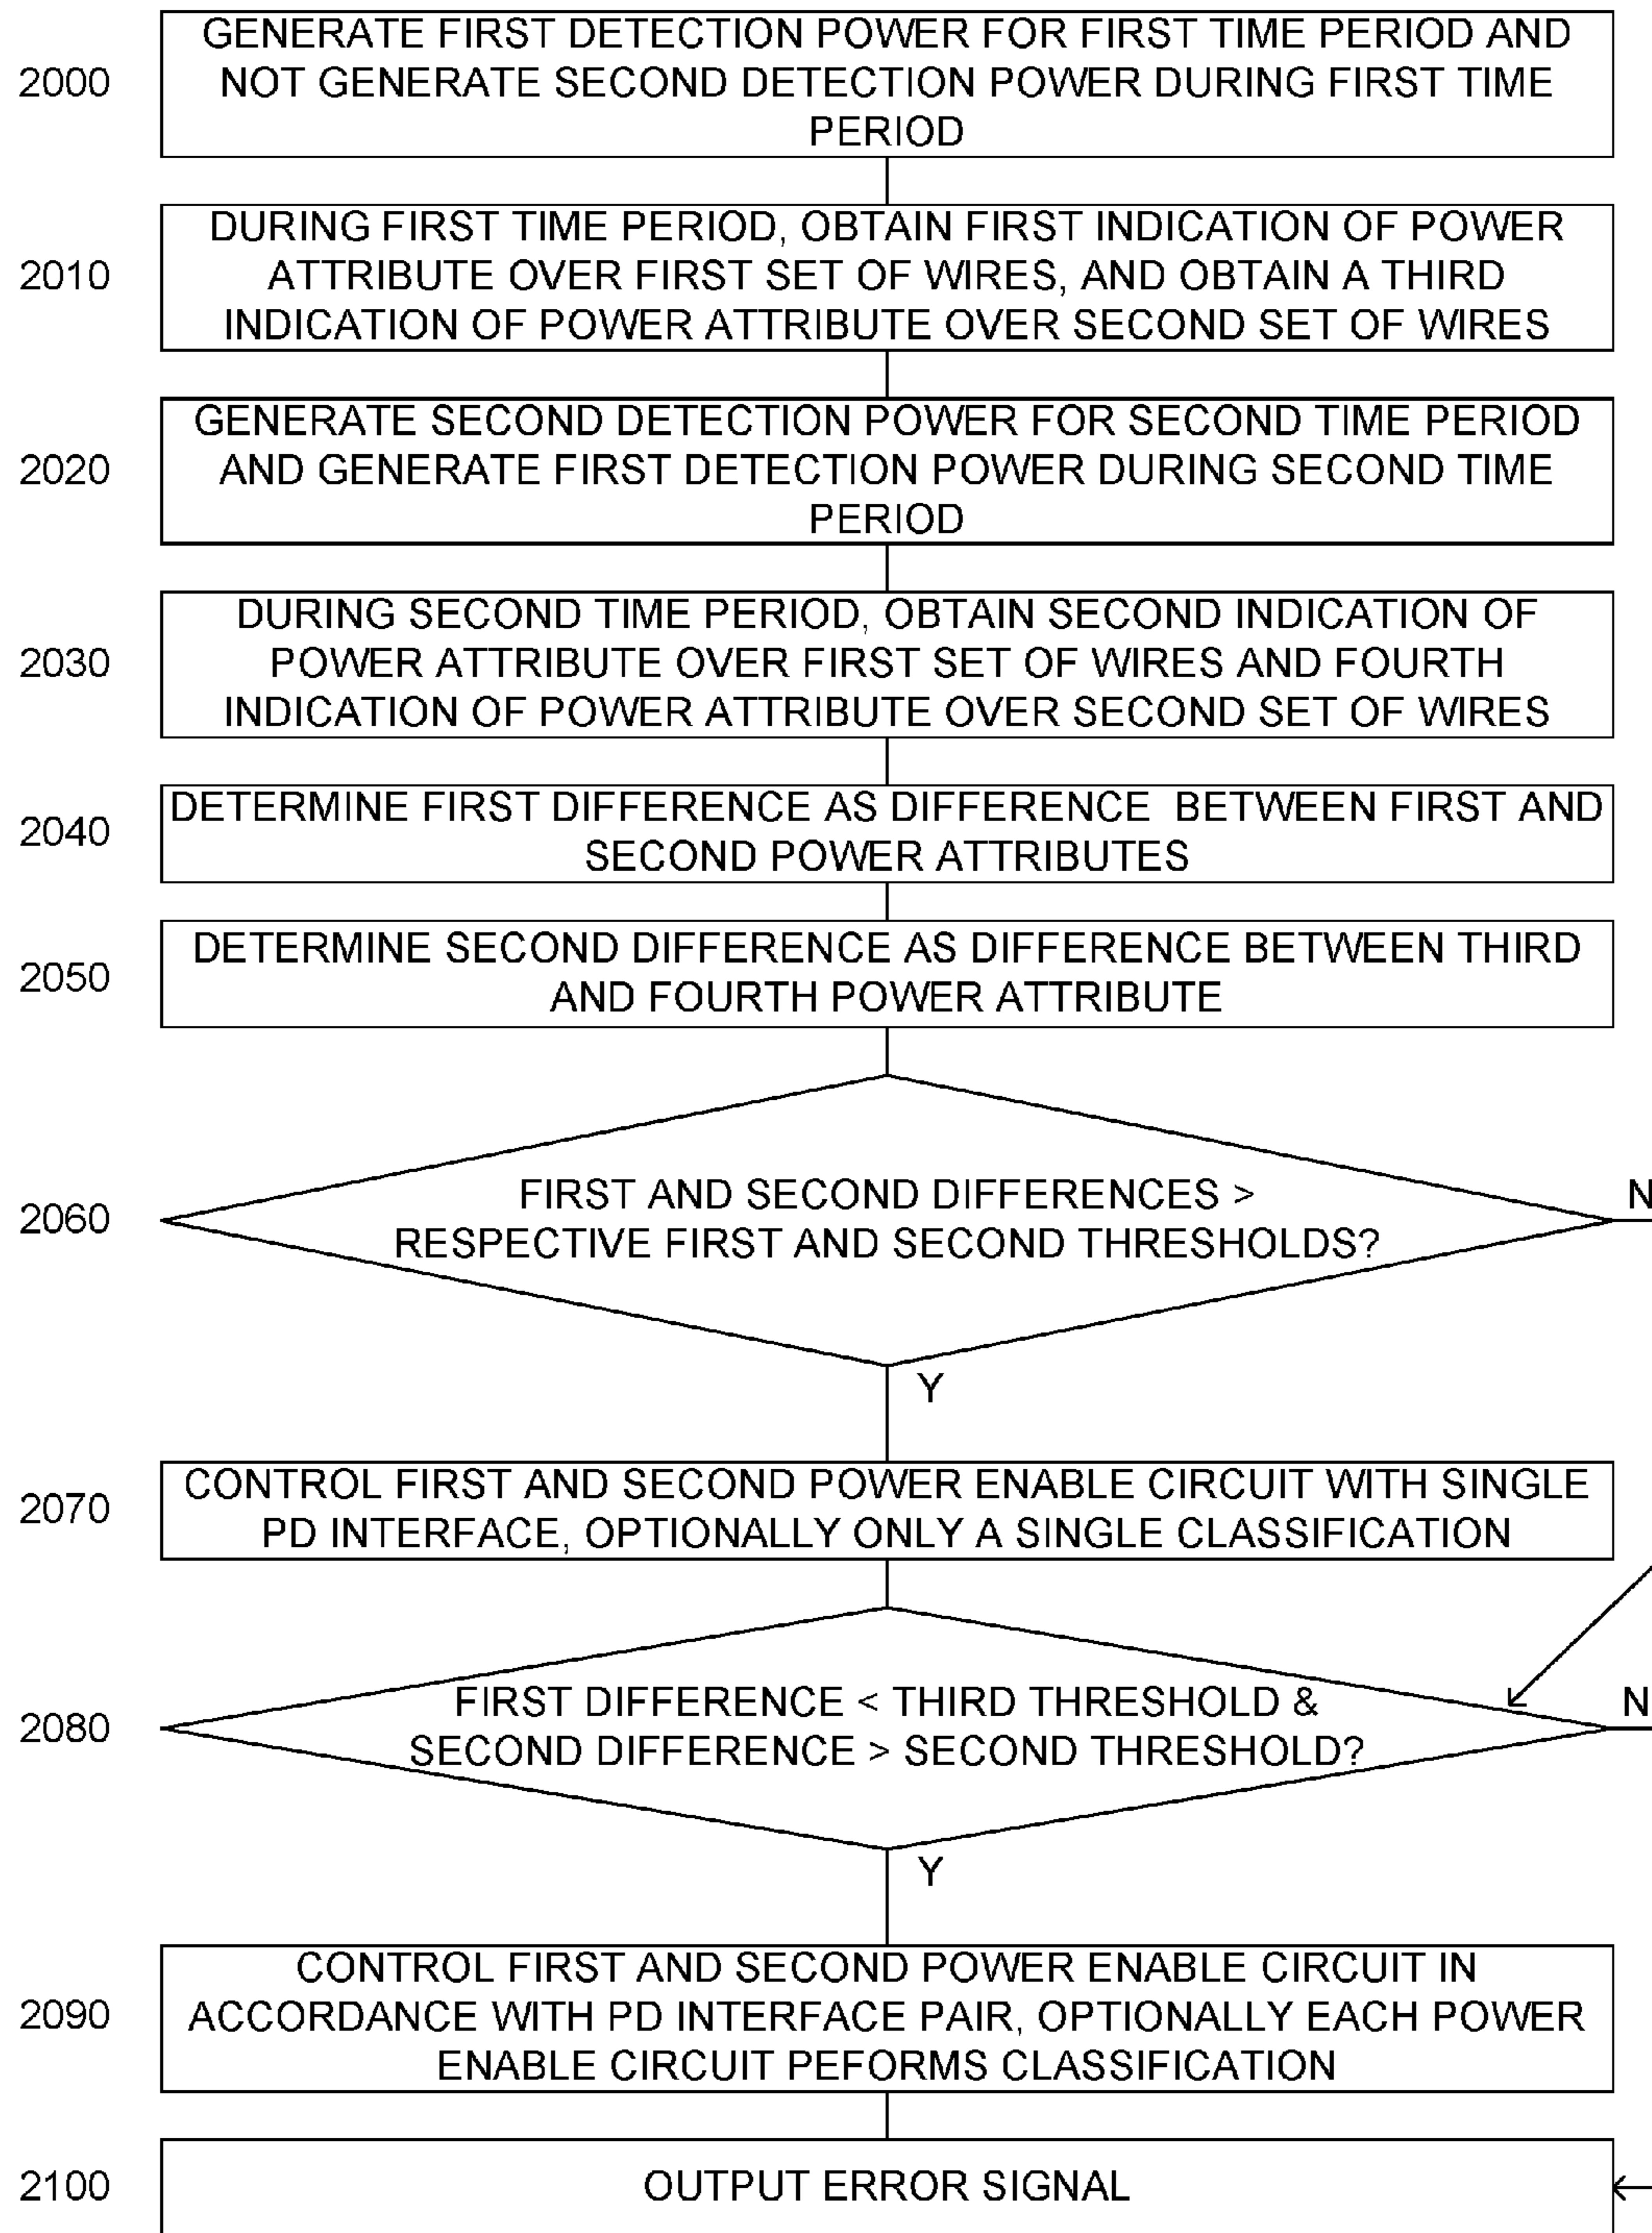 2000
GENERATE FIRST DETECTION POWER FOR FIRST TIME PERIOD AND
NOT GENERATE SECOND DETECTION POWER DURING FIRST TIME
PERIOD
2010
DURING FIRST TIME PERIOD, OBTAIN FIRST INDICATION OF POWER
ATTRIBUTE OVER FIRST SET OF WIRES, AND OBTAIN A THIRD
INDICATION OF POWER ATTRIBUTE OVER SECOND SET OF WIRES
2020
GENERATE SECOND DETECTION POWER FOR SECOND TIME PERIOD
AND GENERATE FIRST DETECTION POWER DURING SECOND TIME
PERIOD
2030
DURING SECOND TIME PERIOD, OBTAIN SECOND INDICATION OF
POWER ATTRIBUTE OVER FIRST SET OF WIRES AND FOURTH
INDICATION OF POWER ATTRIBUTE OVER SECOND SET OF WIRES
2040
DETERMINE FIRST DIFFERENCE AS DIFFERENCE BETWEEN FIRST AND
SECOND POWER ATTRIBUTES
2050
DETERMINE SECOND DIFFERENCE AS DIFFERENCE BETWEEN THIRD
AND FOURTH POWER ATTRIBUTE
2060
FIRST AND SECOND DIFFERENCES >
RESPECTIVE FIRST AND SECOND THRESHOLDS?
N
Y
2070
CONTROL FIRST AND SECOND POWER ENABLE CIRCUIT WITH SINGLE
PD INTERFACE, OPTIONALLY ONLY A SINGLE CLASSIFICATION
2080
FIRST DIFFERENCE < THIRD THRESHOLD &
SECOND DIFFERENCE > SECOND THRESHOLD?
N
Y
2090
CONTROL FIRST AND SECOND POWER ENABLE CIRCUIT IN
ACCORDANCE WITH PD INTERFACE PAIR, OPTIONALLY EACH POWER
ENABLE CIRCUIT PEFORMS CLASSIFICATION
2100
OUTPUT ERROR SIGNAL